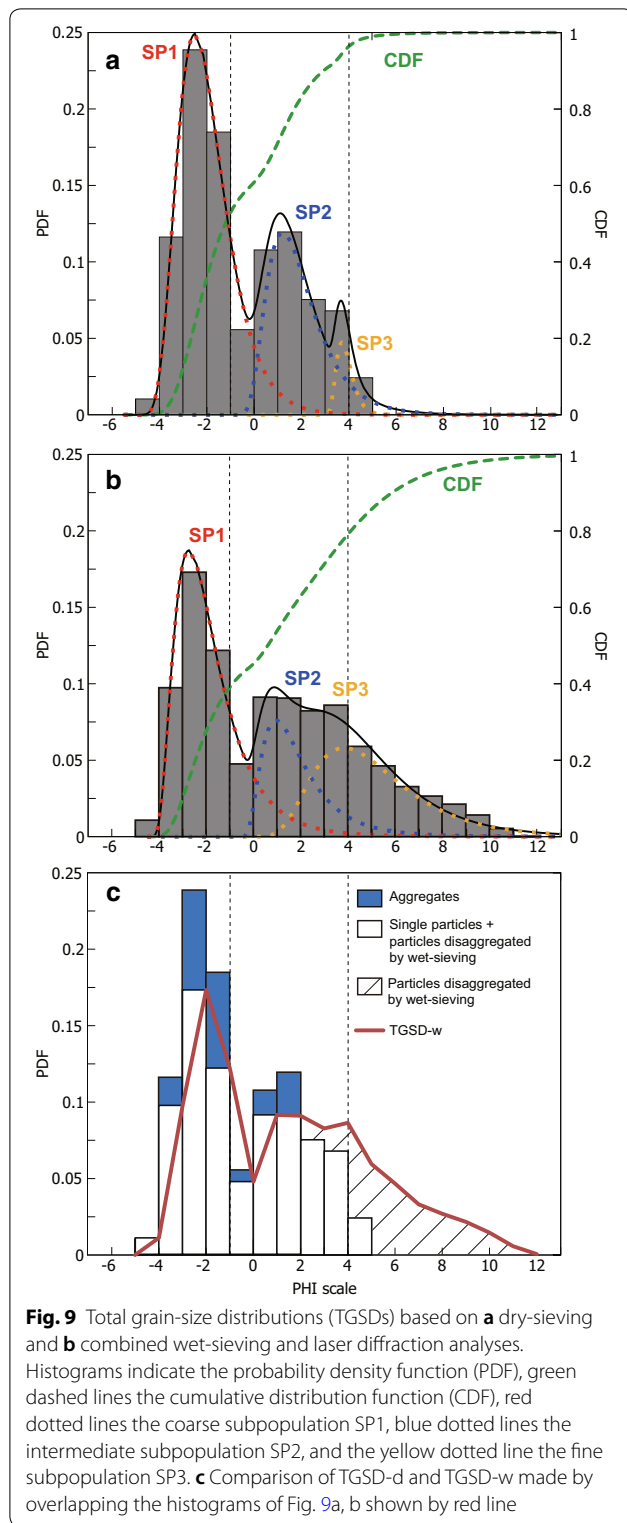 0.25
0.2
0.15
0.1
0.05
0
PDF
a
SP1
CDF
SP2
SP3
1
0.8
0.6
0.4
0.2
0
CDF
-6 -4 -2 0 2 4 6 8 10 12
0.25
0.2
0.15
0.1
0.05
0
PDF
b
SP1
CDF
SP2
SP3
1
0.8
0.6
0.4
0.2
0
CDF
-6 -4 -2 0 2 4 6 8 10 12
0.25
0.2
0.15
0.1
0.05
0
PDF
c
Aggregates
Single particles +
particles disaggregated
by wet-sieving
Particles disaggregated
by wet-sieving
TGSD-w
-6 -4 -2 0 2 4 6 8 10 12
PHI scale
Fig. 9 Total grain-size distributions (TGSDs) based on a dry-sieving
and b combined wet-sieving and laser diffraction analyses.
Histograms indicate the probability density function (PDF), green
dashed lines the cumulative distribution function (CDF), red
dotted lines the coarse subpopulation SP1, blue dotted lines the
intermediate subpopulation SP2, and the yellow dotted line the fine
subpopulation SP3. c Comparison of TGSD-d and TGSD-w made by
overlapping the histograms of Fig. 9a, b shown by red line